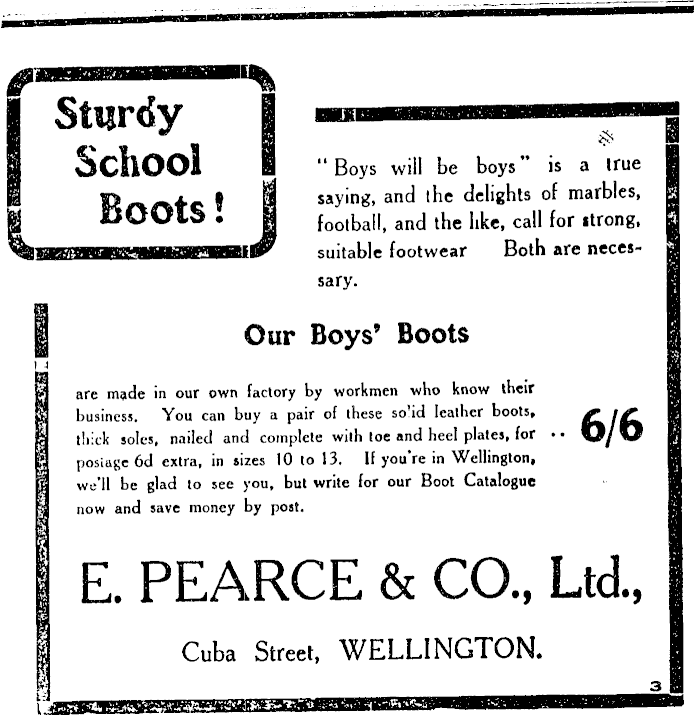 Sturdy
School
Boots!
"Boys will be boys" is a true
saying, and the delights of marbles,
football, and the like, call for strong,
suitable footwear Both are neces-
sary.
Our Boys' Boots
are made in our own factory by workmen who know their
business. You can buy a pair of these so'id leather boots,
thick soles, nailed and complete with toe and heel plates, for .. 6/6
postage 6d extra, in sizes 10 to 13. If you're in Wellington,
we'll be glad to see you, but write for our Boot Catalogue
now and save money by post.
E. PEARCE & CO., Ltd.,
Cuba Street, WELLINGTON.
3